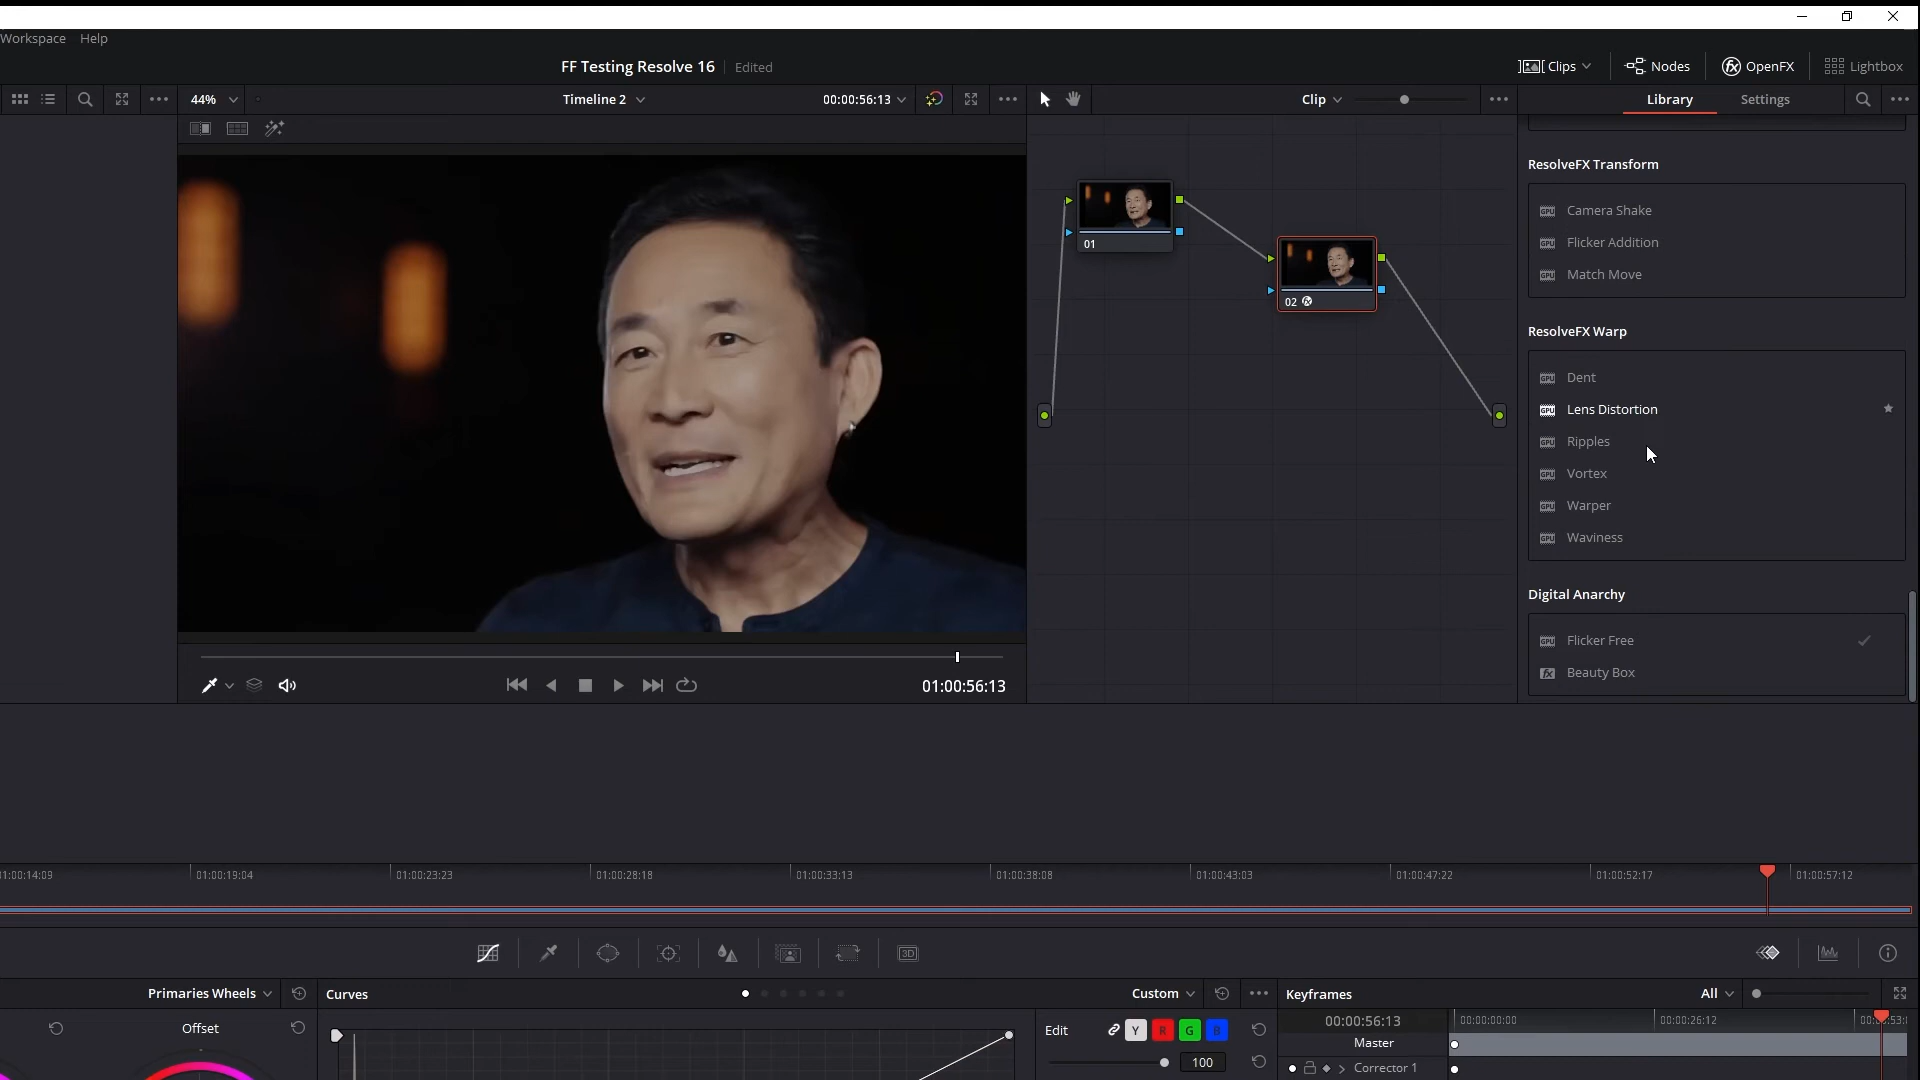 Workspace Help
FF Testing Resolve 16 Edited
Clips Nodes OpenFX Lightbox
44% Timeline 2 00:00:56:13 Clip Library Settings
ResolveFX Transform
Camera Shake
Flicker Addition
Match Move
01
02
ResolveFX Warp
Dent
Lens Distortion
Ripples
Vortex
Warper
Waviness
Digital Anarchy
Flicker Free
Beauty Box
01:00:56:13
01:00:14:09 01:00:19:04 01:00:23:23 01:00:28:18 01:00:33:13 01:00:38:08 01:00:43:03 01:00:47:22 01:00:52:17 01:00:57:12
3D
Primaries Wheels Curves Custom Keyframes All
Offset Edit Y R G B 00:00:56:13 00:00:00:00 00:00:26:12
Master
100 Corrector 1